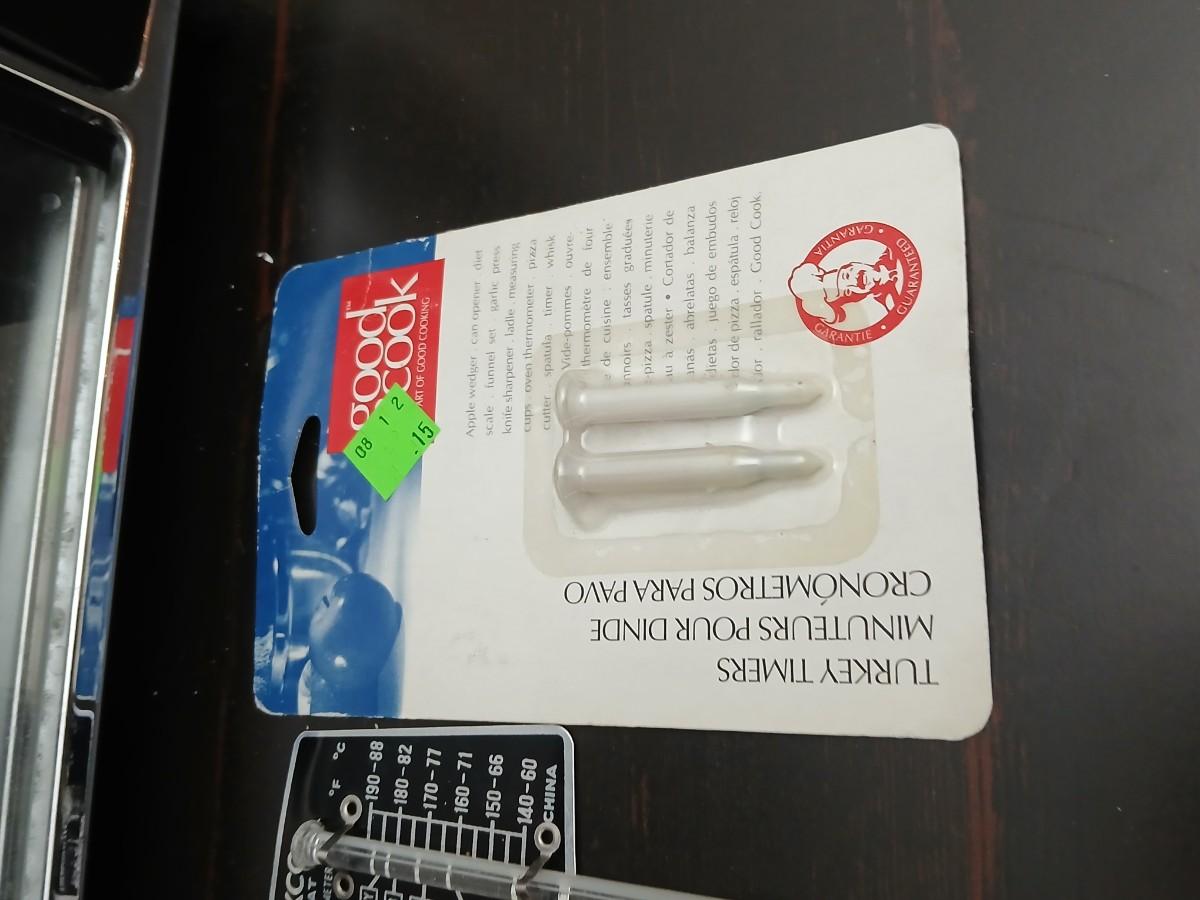 good
cook
ART OF GOOD COOKING
08 1 2
.15
Apple wedger . can opener diet
scale . funnel set garlic press
knife sharpener . ladle . measuring
cups . oven thermometer . pizza
cutter . spatula . timer . whisk
Vide-pommes . ouvre-
thermomètre de four
de cuisine . ensemble
tasses graduées
-pizza . spatule . minuterie
à zester • Cortador de
abrelatas . balanza
dietas . juego de embudos
de pizza . espátula . reloj
rallador . Good Cook.
GARANTIA • GUARANTEED • GARANTIE •
TURKEY TIMERS
MINUTEURS POUR DINDE
CRONÓMETROS PARA PAVO
°F °C
190-88
180-82
170-77
160-71
150-66
140-60
CHINA